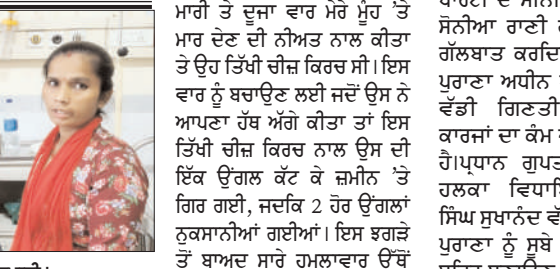 ਮਾਰੀ ਤੇ ਦੂਜਾ ਵਾਰ ਮੇਰੇ ਮੂੰਹ 'ਤੇ
ਮਾਰ ਦੇਣ ਦੀ ਨੀਅਤ ਨਾਲ ਕੀਤਾ
ਤੇ ਉਹ ਤਿੱਖੀ ਚੀਜ਼ ਕਿਰਚ ਸੀ।ਇਸ
ਵਾਰ ਨੂੰ ਬਚਾਉਣ ਲਈ ਜਦੋਂ ਉਸ ਨੇ
ਆਪਣਾ ਹੱਥ ਅੱਗੇ ਕੀਤਾ ਤਾਂ ਇਸ
ਤਿੱਖੀ ਚੀਜ਼ ਕਿਰਚ ਨਾਲ ਉਸ ਦੀ
ਇੱਕ ਉਂਗਲ ਕੱਟ ਕੇ ਜ਼ਮੀਨ 'ਤੇ
ਗਿਰ ਗਈ, ਜਦਕਿ 2 ਹੋਰ ਉਂਗਲਾਂ
ਨੁਕਸਾਨੀਆਂ ਗਈਆਂ। ਇਸ ਝਗੜੇ
ਤੋਂ ਬਾਅਦ ਸਾਰੇ ਹਮਲਾਵਾਰ ਉੱਥੋਂ
ਸੋਨੀਆ ਰਾਣੀ
ਗੱਲਬਾਤ ਕਰਦਿ
ਪੁਰਾਣਾ ਅਧੀਨ
ਵੱਡੀ ਗਿਣਤੀ
ਕਾਰਜਾਂ ਦਾ ਕੰਮ
ਹੈ।ਪ੍ਰਧਾਨ ਗੁਪਤ
ਹਲਕਾ ਵਿਧਾਇ
ਸਿੰਘ ਸੁਖਾਨੰਦ ਵੱ
ਪੁਰਾਣਾ ਨੂੰ ਸੂਬੇ